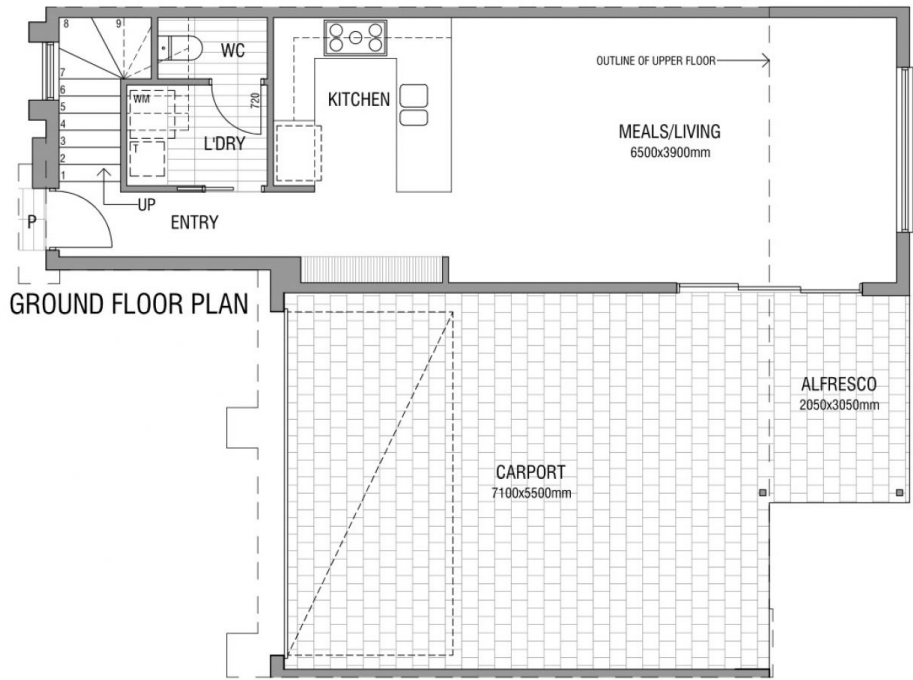 8
9
7
6
5
4
3
2
1
WC
WM
720
T
L'DRY
KITCHEN
OUTLINE OF UPPER FLOOR
MEALS/LIVING
6500x3900mm
UP
P
ENTRY
GROUND FLOOR PLAN
ALFRESCO
2050x3050mm
CARPORT
7100x5500mm